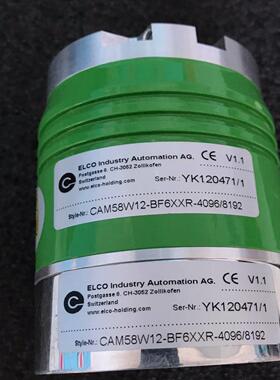 ELCO Industry Automation AG. CE V1.1
Postgasse 6. CH-3052 Zollikofen
Switzerland Ser-Nr.: YK120471/1
www.elco-holding.com
Style-Nr.: CAM58W12-BF6XXR-4096/8192
ELCO Industry Automation AG. CE V1.1
Postgasse 6. CH-3052 Zollikofen
Switzerland Ser-Nr.: YK120471/1
www.elco-holding.com
Style-Nr.: CAM58W12-BF6XXR-4096/8192